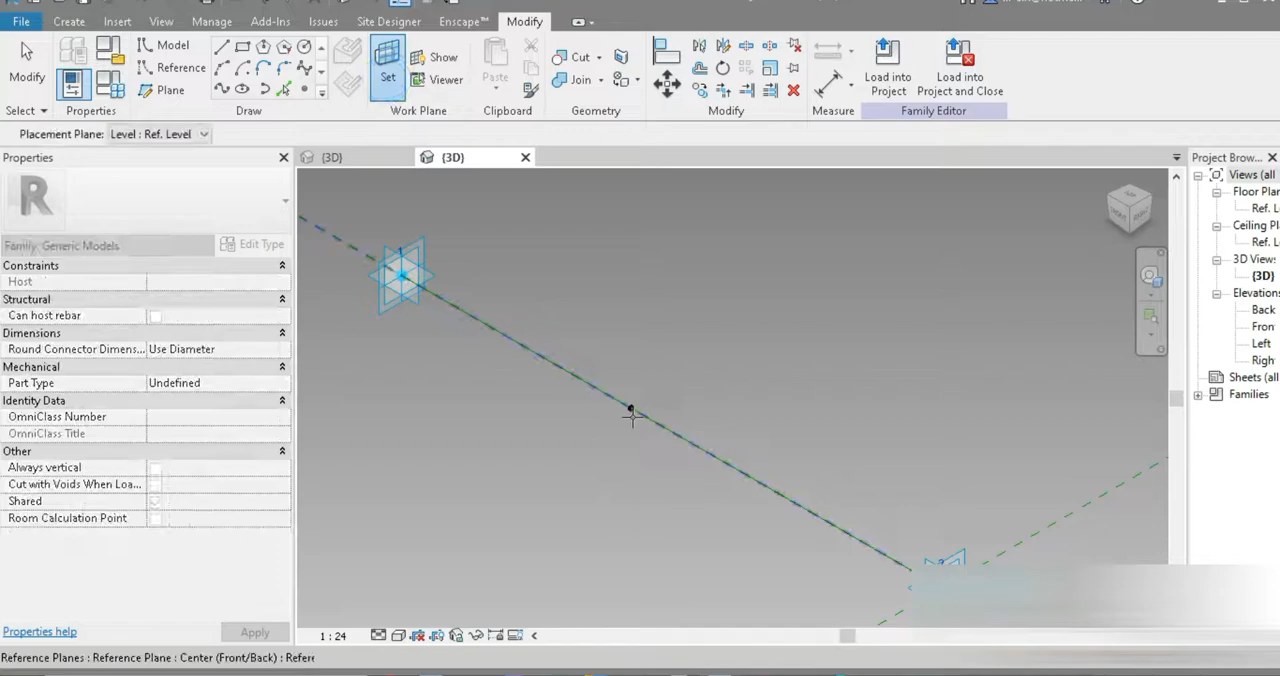 File Create Insert View Manage Add-Ins Issues Site Designer Enscape™ Modify
Model
Reference
Plane
Set
Show
Viewer
Paste
Cut
Join
Load into Project
Load into Project and Close
Modify
Select Properties Draw Work Plane Clipboard Geometry Modify Measure Family Editor
Placement Plane: Level : Ref. Level
Properties
{3D} {3D}
Project Brow...
R
Family: Generic Models Edit Type
Constraints
Host
Structural
Can host rebar
Dimensions
Round Connector Dimens... Use Diameter
Mechanical
Part Type Undefined
Identity Data
OmniClass Number
OmniClass Title
Other
Always vertical
Cut with Voids When Loa...
Shared
Room Calculation Point
Properties help Apply
FRONT RIGHT
Views (all
Floor Plan
Ref. L
Ceiling Pl
Ref. L
3D View:
{3D}
Elevations
Back
Fron
Left
Righ
Sheets (all
Families
1 : 24
Reference Planes : Reference Plane : Center (Front/Back) : Refere